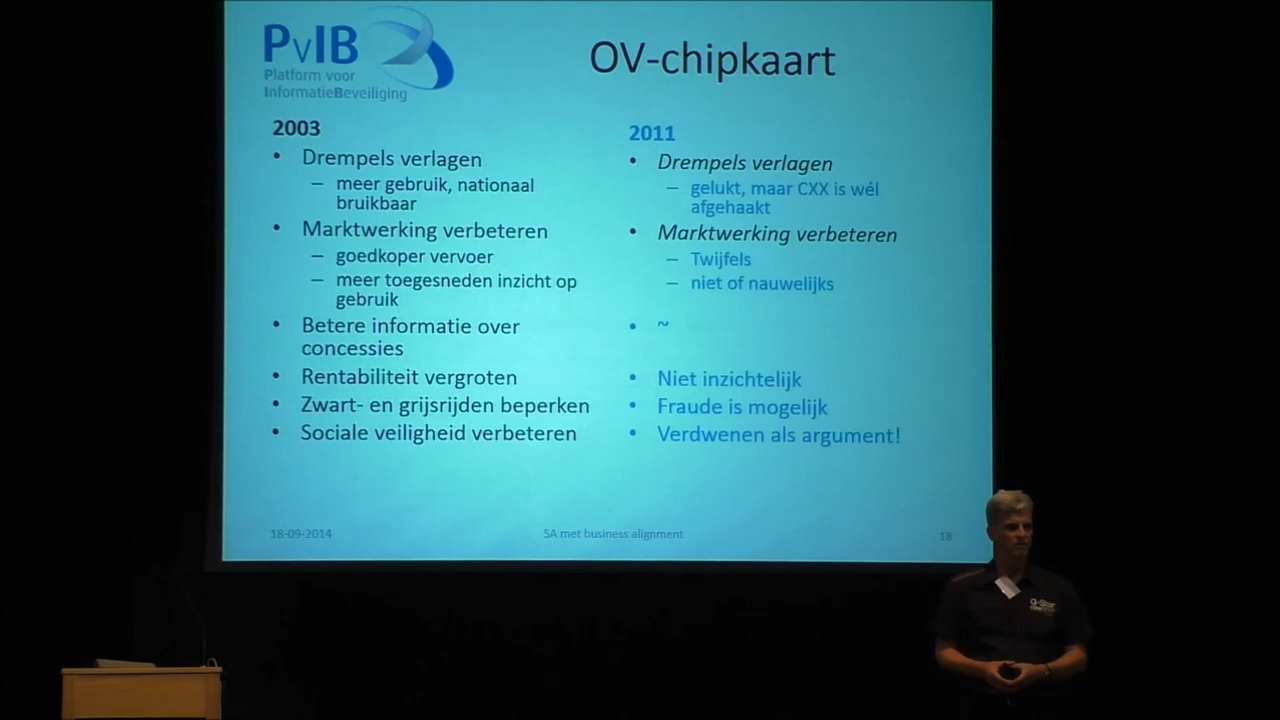 PvIB
Platform voor
InformatieBeveiliging
OV-chipkaart
2003
• Drempels verlagen
– meer gebruik, nationaal
bruikbaar
• Marktwerking verbeteren
– goedkoper vervoer
– meer toegesneden inzicht op
gebruik
• Betere informatie over
concessies
• Rentabiliteit vergroten
• Zwart- en grijsrijden beperken
• Sociale veiligheid verbeteren
2011
• Drempels verlagen
– gelukt, maar CXX is wél
afgehaakt
• Marktwerking verbeteren
– Twijfels
– niet of nauwelijks
• ~
• Niet inzichtelijk
• Fraude is mogelijk
• Verdwenen als argument!
18-09-2014
SA met business alignment
18
G-Star